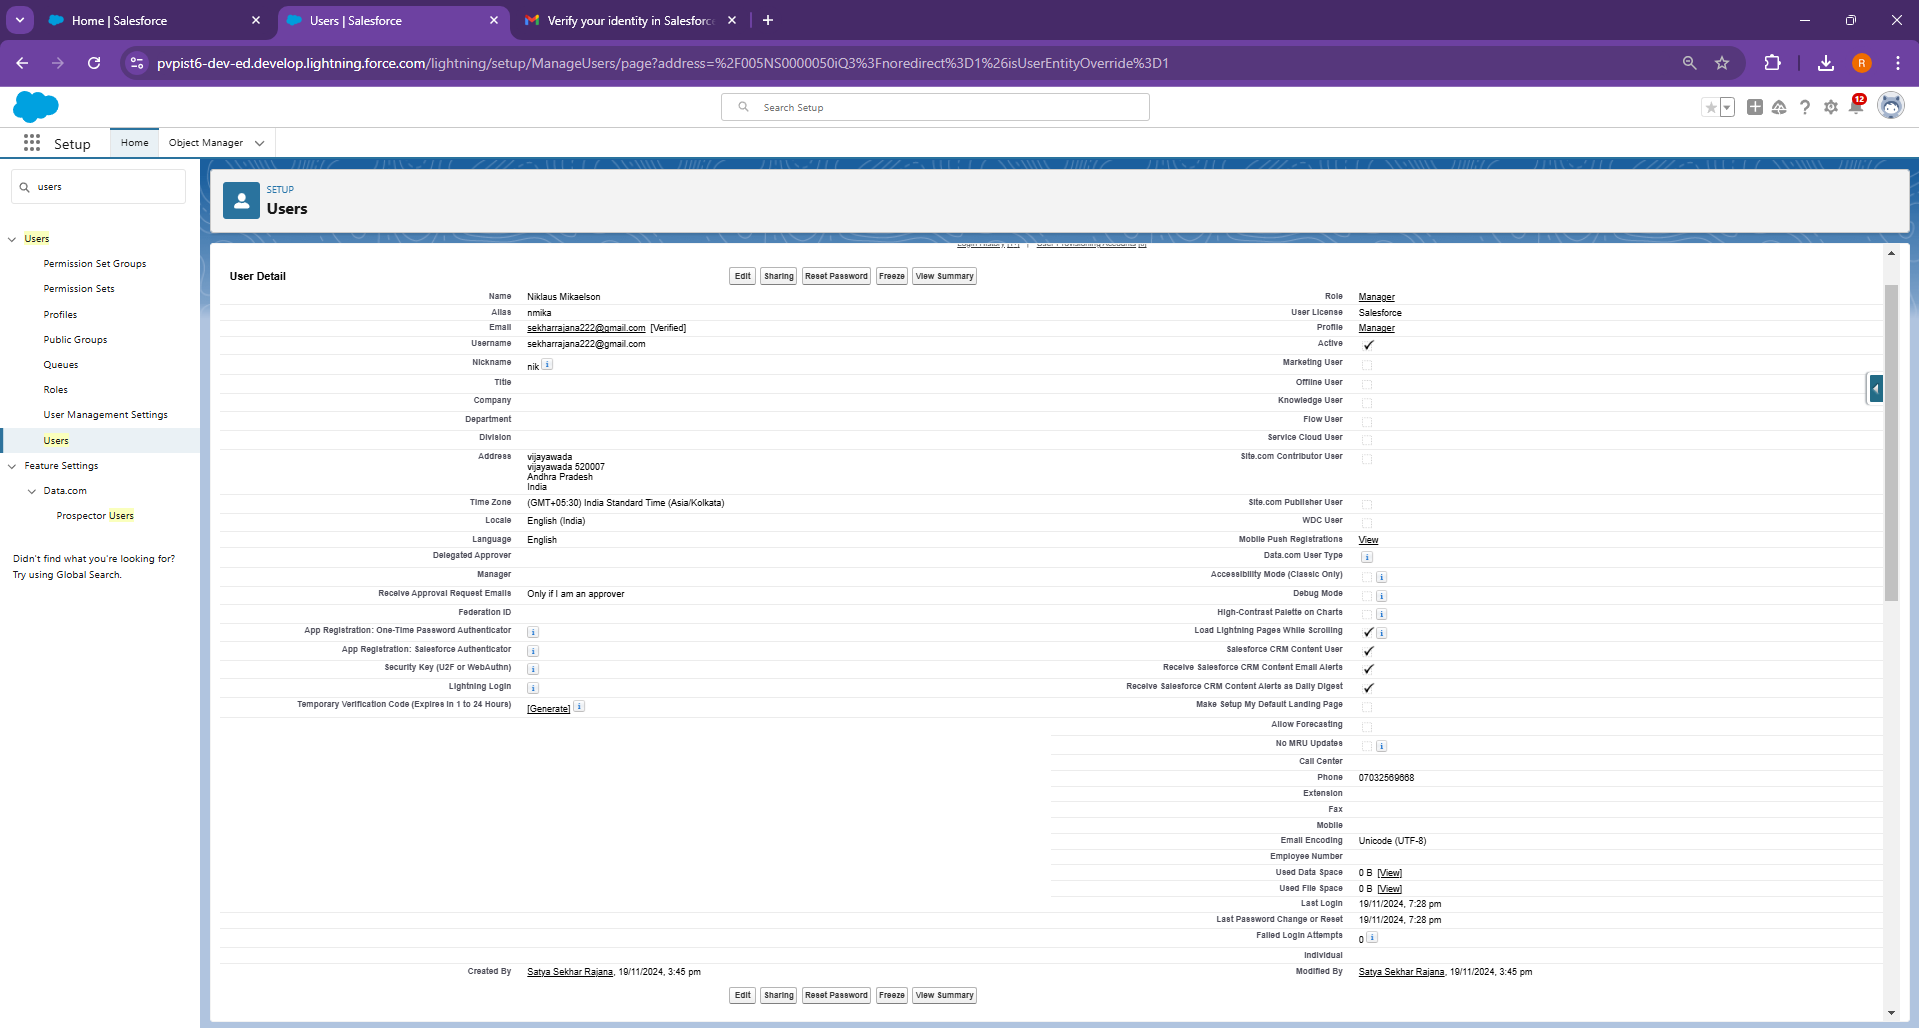 Home | Salesforce
Users | Salesforce
Verify your identity in Salesforc
pvpist6-dev-ed.develop.lightning.force.com/lightning/setup/ManageUsers/page?address=%2F005NS0000050iQ3%3Fnoredirect%3D1%26isUserEntityOverride%3D1
R
Search Setup
12
Setup
Home
Object Manager
users
Users
Permission Set Groups
Permission Sets
Profiles
Public Groups
Queues
Roles
User Management Settings
Users
Feature Settings
Data.com
Prospector Users
Didn't find what you're looking for?
Try using Global Search.
SETUP
Users
User Detail
Edit Sharing Reset Password Freeze View Summary
Name Niklaus Mikaelson
Role Manager
Alias nmika
User License Salesforce
Email sekharrajana222@gmail.com [Verified]
Profile Manager
Username sekharrajana222@gmail.com
Active
Nickname nik
Marketing User
Title
Offline User
Company
Knowledge User
Department
Flow User
Division
Service Cloud User
Address vijayawada
vijayawada 520007
Andhra Pradesh
India
Site.com Contributor User
Time Zone (GMT+05:30) India Standard Time (Asia/Kolkata)
Site.com Publisher User
Locale English (India)
WDC User
Language English
Mobile Push Registrations View
Delegated Approver
Data.com User Type
Manager
Accessibility Mode (Classic Only)
Receive Approval Request Emails Only if I am an approver
Debug Mode
Federation ID
High-Contrast Palette on Charts
App Registration: One-Time Password Authenticator
Load Lightning Pages While Scrolling
App Registration: Salesforce Authenticator
Salesforce CRM Content User
Security Key (U2F or WebAuthn)
Receive Salesforce CRM Content Email Alerts
Lightning Login
Receive Salesforce CRM Content Alerts as Daily Digest
Temporary Verification Code (Expires in 1 to 24 Hours) [Generate]
Make Setup My Default Landing Page
Allow Forecasting
No MRU Updates
Call Center
Phone 07032569668
Extension
Fax
Mobile
Email Encoding Unicode (UTF-8)
Employee Number
Used Data Space 0 B [View]
Used File Space 0 B [View]
Last Login 19/11/2024, 7:28 pm
Last Password Change or Reset 19/11/2024, 7:28 pm
Failed Login Attempts 0
Individual
Created By Satya Sekhar Rajana, 19/11/2024, 3:45 pm
Modified By Satya Sekhar Rajana, 19/11/2024, 3:45 pm
Edit Sharing Reset Password Freeze View Summary